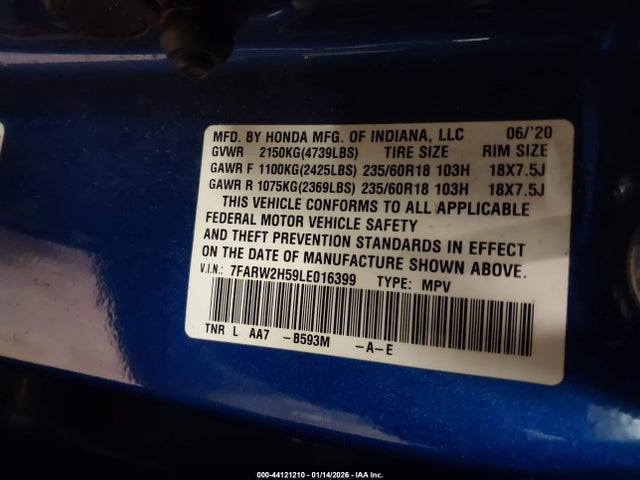 MFD. BY HONDA MFG. OF INDIANA, LLC 06/'20
GVWR 2150KG(4739LBS) TIRE SIZE RIM SIZE
GAWR F 1100KG(2425LBS) 235/60R18 103H 18X7.5J
GAWR R 1075KG(2369LBS) 235/60R18 103H 18X7.5J
THIS VEHICLE CONFORMS TO ALL APPLICABLE
FEDERAL MOTOR VEHICLE SAFETY
AND THEFT PREVENTION STANDARDS IN EFFECT
ON THE DATE OF MANUFACTURE SHOWN ABOVE.
V.I.N.: 7FARW2H59LE016399 TYPE: MPV
TNR L AA7 -B593M -A-E
000-44121210 - 01/14/2026 - IAA Inc.